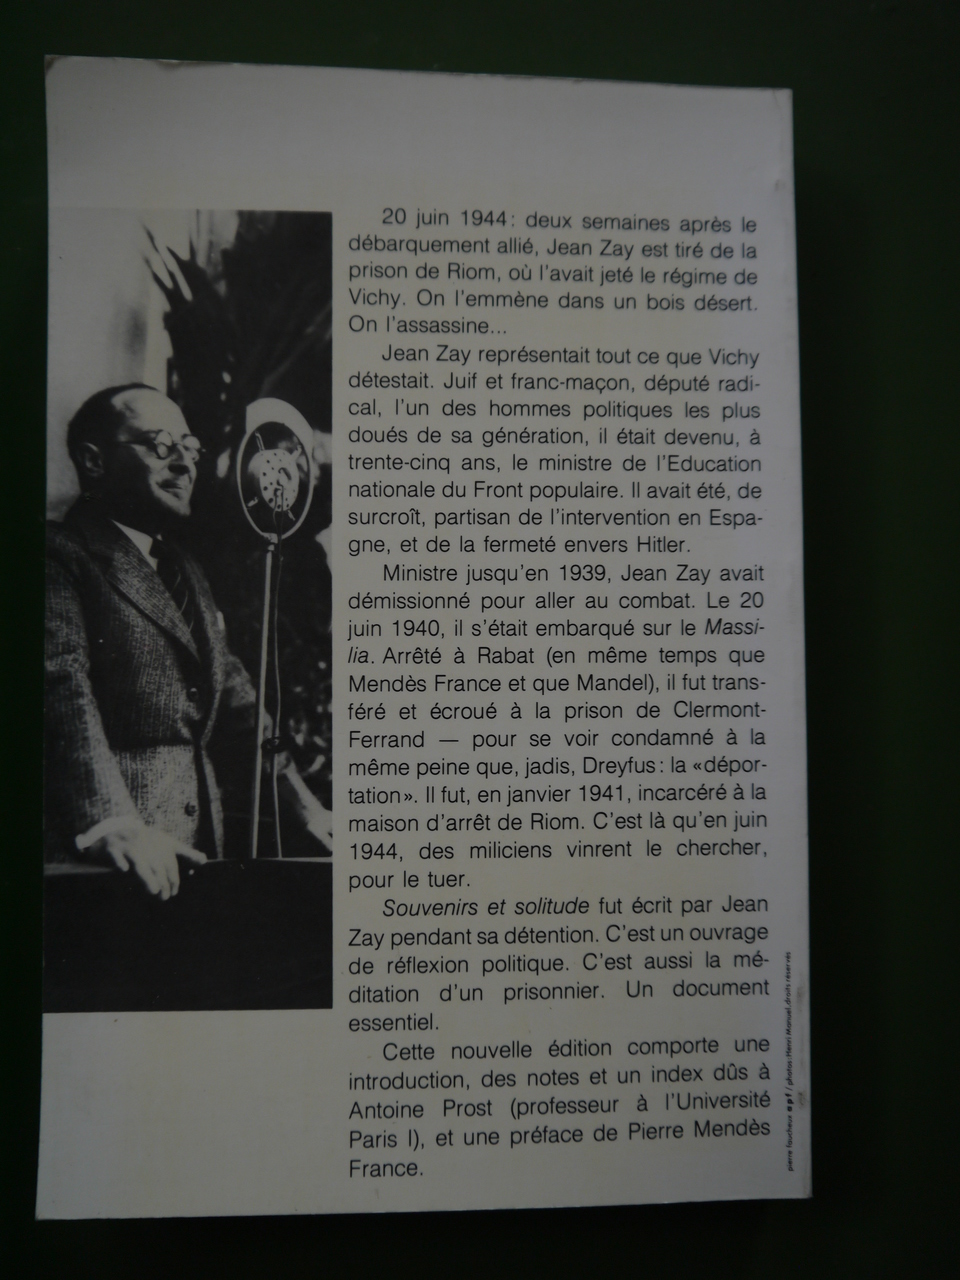 20 juin 1944 : deux semaines après le
débarquement allié, Jean Zay est tiré de la
prison de Riom, où l'avait jeté le régime de
Vichy. On l'emmène dans un bois désert.
On l'assassine...
Jean Zay représentait tout ce que Vichy
détestait. Juif et franc-maçon, député radi-
cal, l'un des hommes politiques les plus
doués de sa génération, il était devenu, à
trente-cinq ans, le ministre de l'Education
nationale du Front populaire. Il avait été, de
surcroît, partisan de l'intervention en Espa-
gne, et de la fermeté envers Hitler.
Ministre jusqu'en 1939, Jean Zay avait
démissionné pour aller au combat. Le 20
juin 1940, il s'était embarqué sur le Massi-
lia. Arrêté à Rabat (en même temps que
Mendès France et que Mandel), il fut trans-
féré et écroué à la prison de Clermont-
Ferrand — pour se voir condamné à la
même peine que, jadis, Dreyfus : la «dépor-
tation». Il fut, en janvier 1941, incarcéré à la
maison d'arrêt de Riom. C'est là qu'en juin
1944, des miliciens vinrent le chercher,
pour le tuer.
Souvenirs et solitude fut écrit par Jean
Zay pendant sa détention. C'est un ouvrage
de réflexion politique. C'est aussi la mé-
ditation d'un prisonnier. Un document
essentiel.
Cette nouvelle édition comporte une
introduction, des notes et un index dûs à
Antoine Prost (professeur à l'Université
Paris I), et une préface de Pierre Mendès
France.
pierre faucheux apf / photos: Henri Manuel, droits réservés